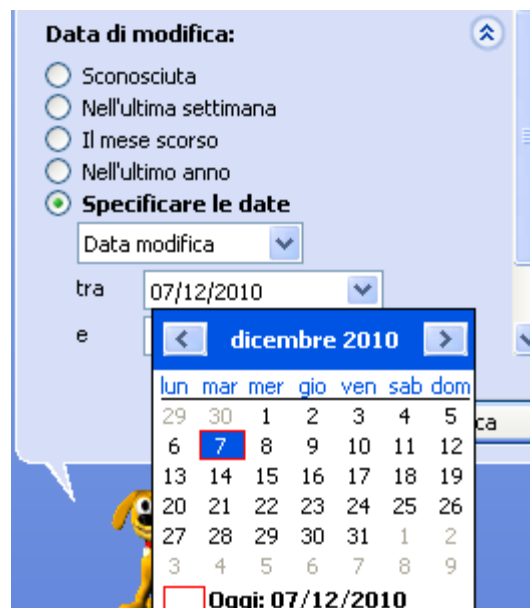 Data di modifica:
Sconosciuta
Nell'ultima settimana
Il mese scorso
Nell'ultimo anno
Specificare le date
Data modifica
tra 07/12/2010
e
dicembre 2010
lun mar mer gio ven sab dom
29 30 1 2 3 4 5
6 7 8 9 10 11 12
13 14 15 16 17 18 19
20 21 22 23 24 25 26
27 28 29 30 31 1 2
3 4 5 6 7 8 9
Oggi: 07/12/2010